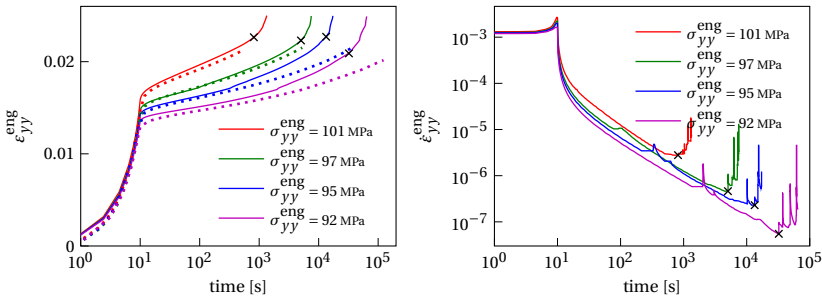 0.02
0.01
0
ε_yy^eng
10^0 10^1 10^2 10^3 10^4 10^5
time [s]
σ_yy^eng = 101 MPa
σ_yy^eng = 97 MPa
σ_yy^eng = 95 MPa
σ_yy^eng = 92 MPa
10^−3
10^−4
10^−5
10^−6
10^−7
ε̇_yy^eng
10^0 10^1 10^2 10^3 10^4 10^5
time [s]
σ_yy^eng = 101 MPa
σ_yy^eng = 97 MPa
σ_yy^eng = 95 MPa
σ_yy^eng = 92 MPa